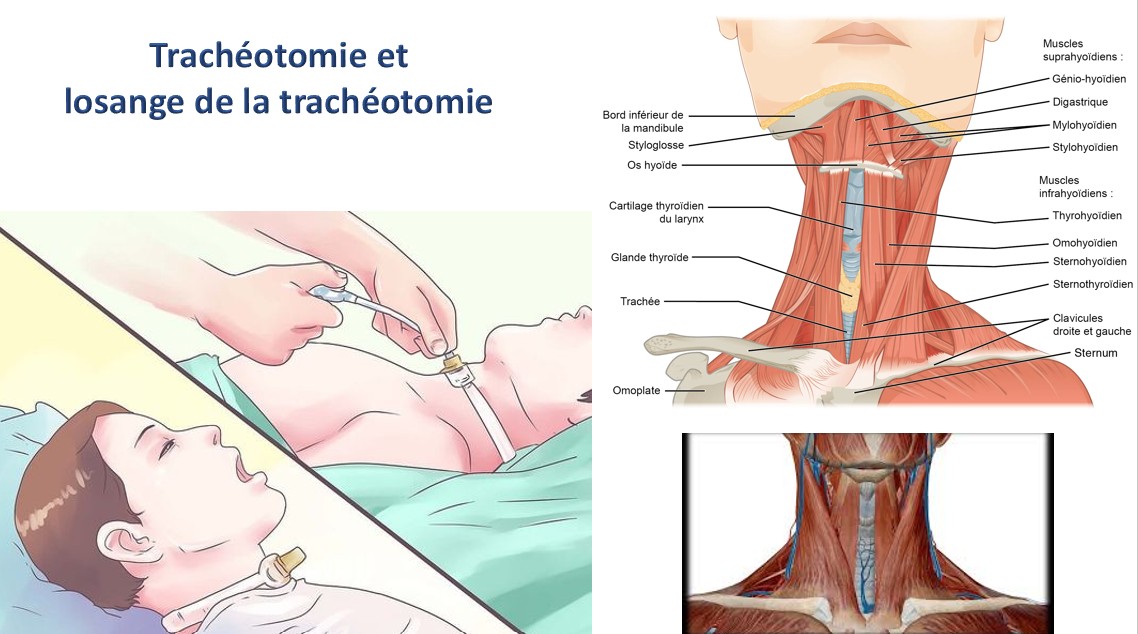 Trachéotomie et
losange de la trachéotomie
Bord inférieur de
la mandibule
Styloglosse
Os hyoïde
Cartilage thyroïdien
du larynx
Glande thyroïde
Trachée
Omoplate
Muscles
suprahyoïdiens :
Génio-hyoïdien
Digastrique
Mylohyoïdien
Stylohyoïdien
Muscles
infrahyoïdiens :
Thyrohyoïdien
Omohyoïdien
Sternohyoïdien
Sternothyroïdien
Clavicules
droite et gauche
Sternum